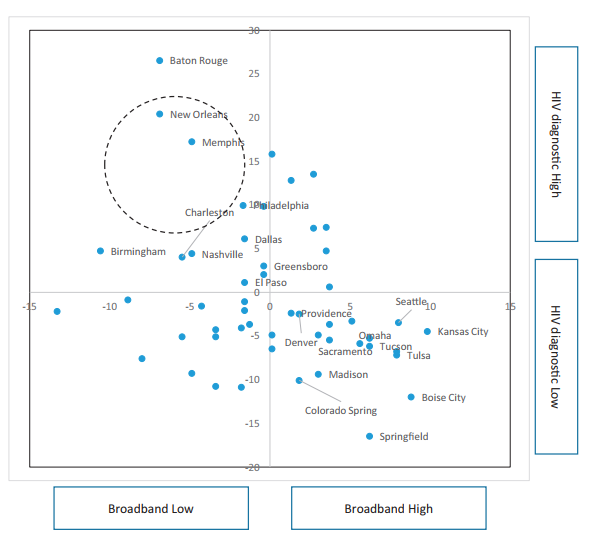 30
Baton Rouge
25
New Orleans
20
Memphis
15
10
Philadelphia
Charleston
Dallas
Birmingham
Nashville
5
Greensboro
El Paso
0
-15
-10
-5
0
5
10
15
Seattle
Providence
Kansas City
Omaha
Denver
-5
Tucson
Sacramento
Tulsa
Madison
-10
Colorado Spring
Boise City
-15
Springfield
-20
HIV diagnostic High
HIV diagnostic Low
Broadband Low
Broadband High